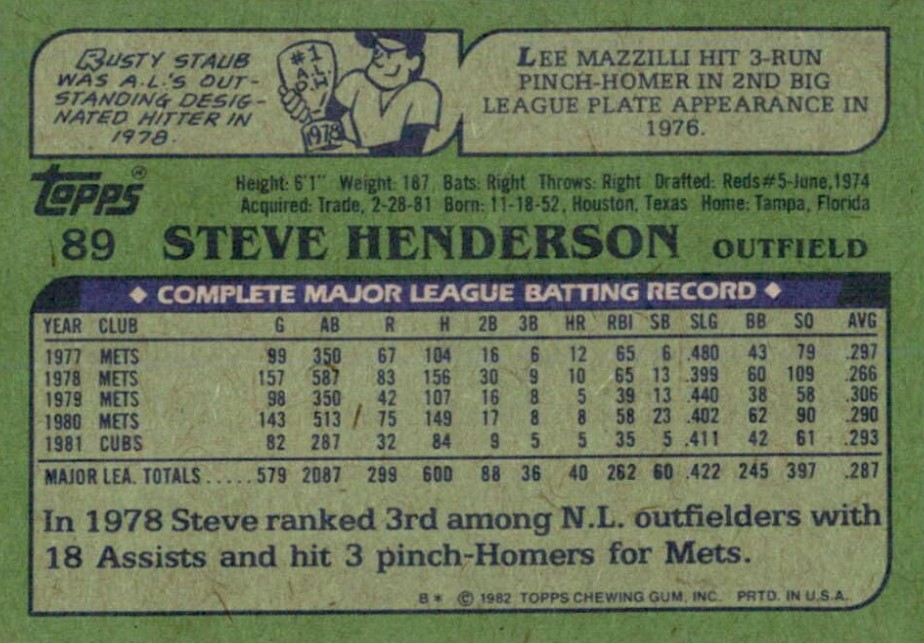 RUSTY STAUB
WAS A.L.'S OUT-
STANDING DESIG-
NATED HITTER IN
1978.
#1
A.L.
D.H.
1978
LEE MAZZILLI HIT 3-RUN
PINCH-HOMER IN 2ND BIG
LEAGUE PLATE APPEARANCE IN
1976.
TOPPS®
Height: 6'1" Weight: 187 Bats: Right Throws: Right Drafted: Reds #5-June, 1974
Acquired: Trade, 2-28-81 Born: 11-18-52, Houston, Texas Home: Tampa, Florida
89 STEVE HENDERSON OUTFIELD
◆ COMPLETE MAJOR LEAGUE BATTING RECORD ◆
YEAR CLUB G AB R H 2B 3B HR RBI SB SLG BB SO AVG
1977 METS 99 350 67 104 16 6 12 65 6 .480 43 79 .297
1978 METS 157 587 83 156 30 9 10 65 13 .399 60 109 .266
1979 METS 98 350 42 107 16 8 5 39 13 .440 38 58 .306
1980 METS 143 513 75 149 17 8 8 58 23 .402 62 90 .290
1981 CUBS 82 287 32 84 9 5 5 35 5 .411 42 61 .293
MAJOR LEA. TOTALS.....579 2087 299 600 88 36 40 262 60 .422 245 397 .287
In 1978 Steve ranked 3rd among N.L. outfielders with
18 Assists and hit 3 pinch-Homers for Mets.
B* © 1982 TOPPS CHEWING GUM, INC. PRTD. IN U.S.A.